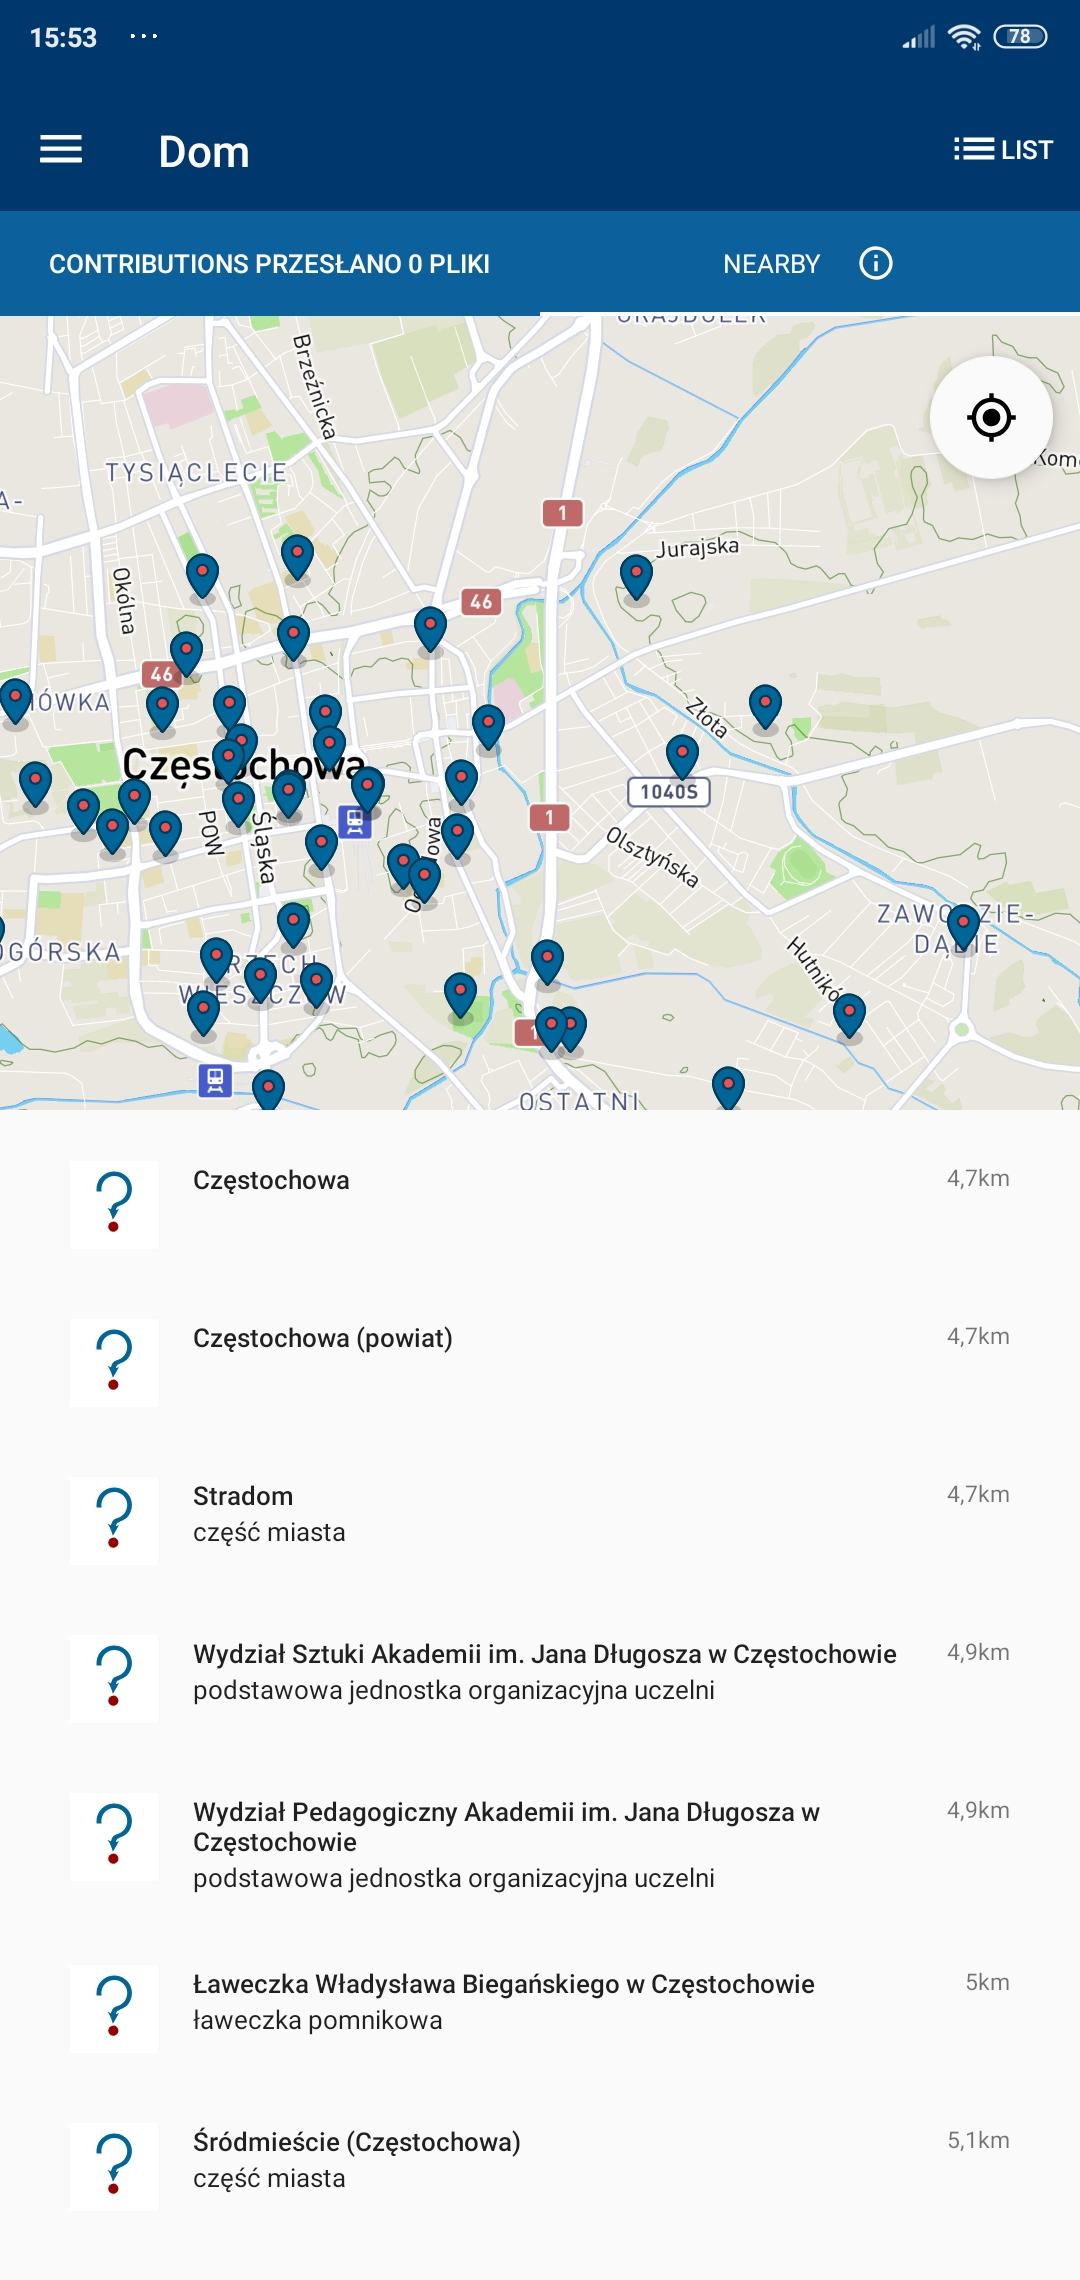 15:53 ... 78
Dom LIST
CONTRIBUTIONS PRZESŁANO 0 PLIKI NEARBY
Brzeźnicka
TYSIĄCLECIE
A-
Kom
1
Jurajska
Okólna
46
46
ÓWKA
Złota
Częstochowa
1040S
1
POW
Śląska
owa
Olsztyńska
ZAWODZIE-
DĄBIE
OGÓRSKA
Hutników
WIESZCZÓW
1
OSTATNI
Częstochowa 4,7km
Częstochowa (powiat) 4,7km
Stradom 4,7km
część miasta
Wydział Sztuki Akademii im. Jana Długosza w Częstochowie 4,9km
podstawowa jednostka organizacyjna uczelni
Wydział Pedagogiczny Akademii im. Jana Długosza w 4,9km
Częstochowie
podstawowa jednostka organizacyjna uczelni
Ławeczka Władysława Biegańskiego w Częstochowie 5km
ławeczka pomnikowa
Śródmieście (Częstochowa) 5,1km
część miasta